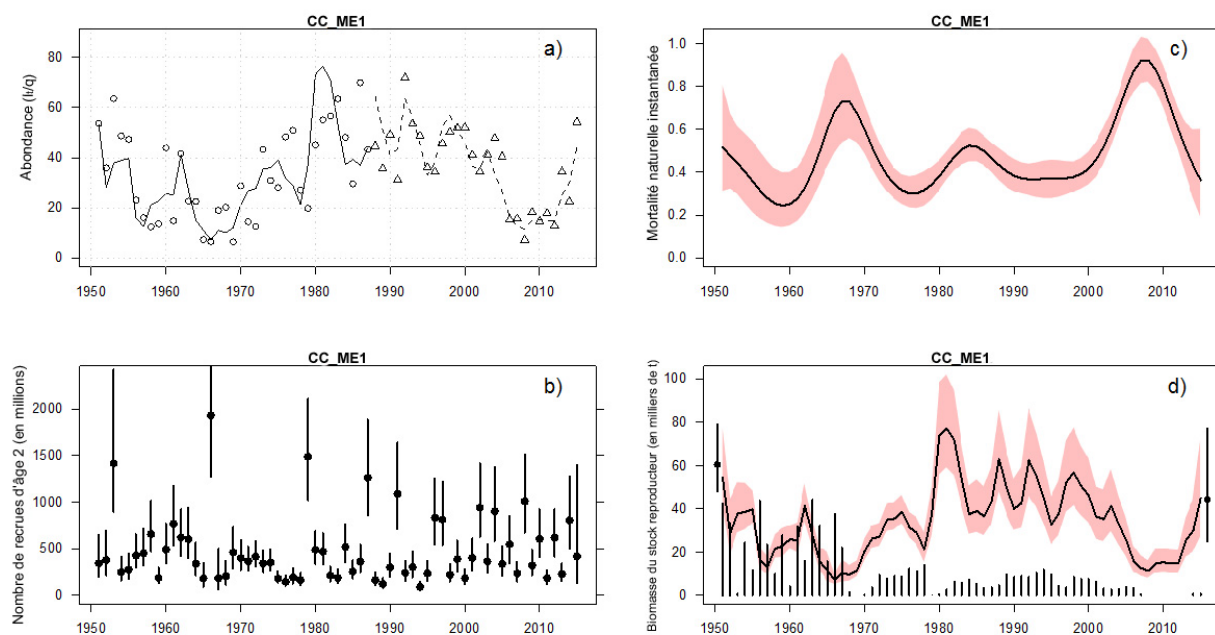 CC_ME1
a)
Abondance
80
60
40
20
0
1950 1960 1970 1980 1990 2000 2010
CC_ME1
c)
Mortalité naturelle instantanée
1.0
0.8
0.6
0.4
0.2
0.0
1950 1960 1970 1980 1990 2000 2010
CC_ME1
b)
Nombre de recrues d'âge 2 (en millions)
2000
1500
1000
500
0
1950 1960 1970 1980 1990 2000 2010
CC_ME1
d)
Biomasse du stock reproducteur (en milliers de t)
100
80
60
40
20
0
1950 1960 1970 1980 1990 2000 2010